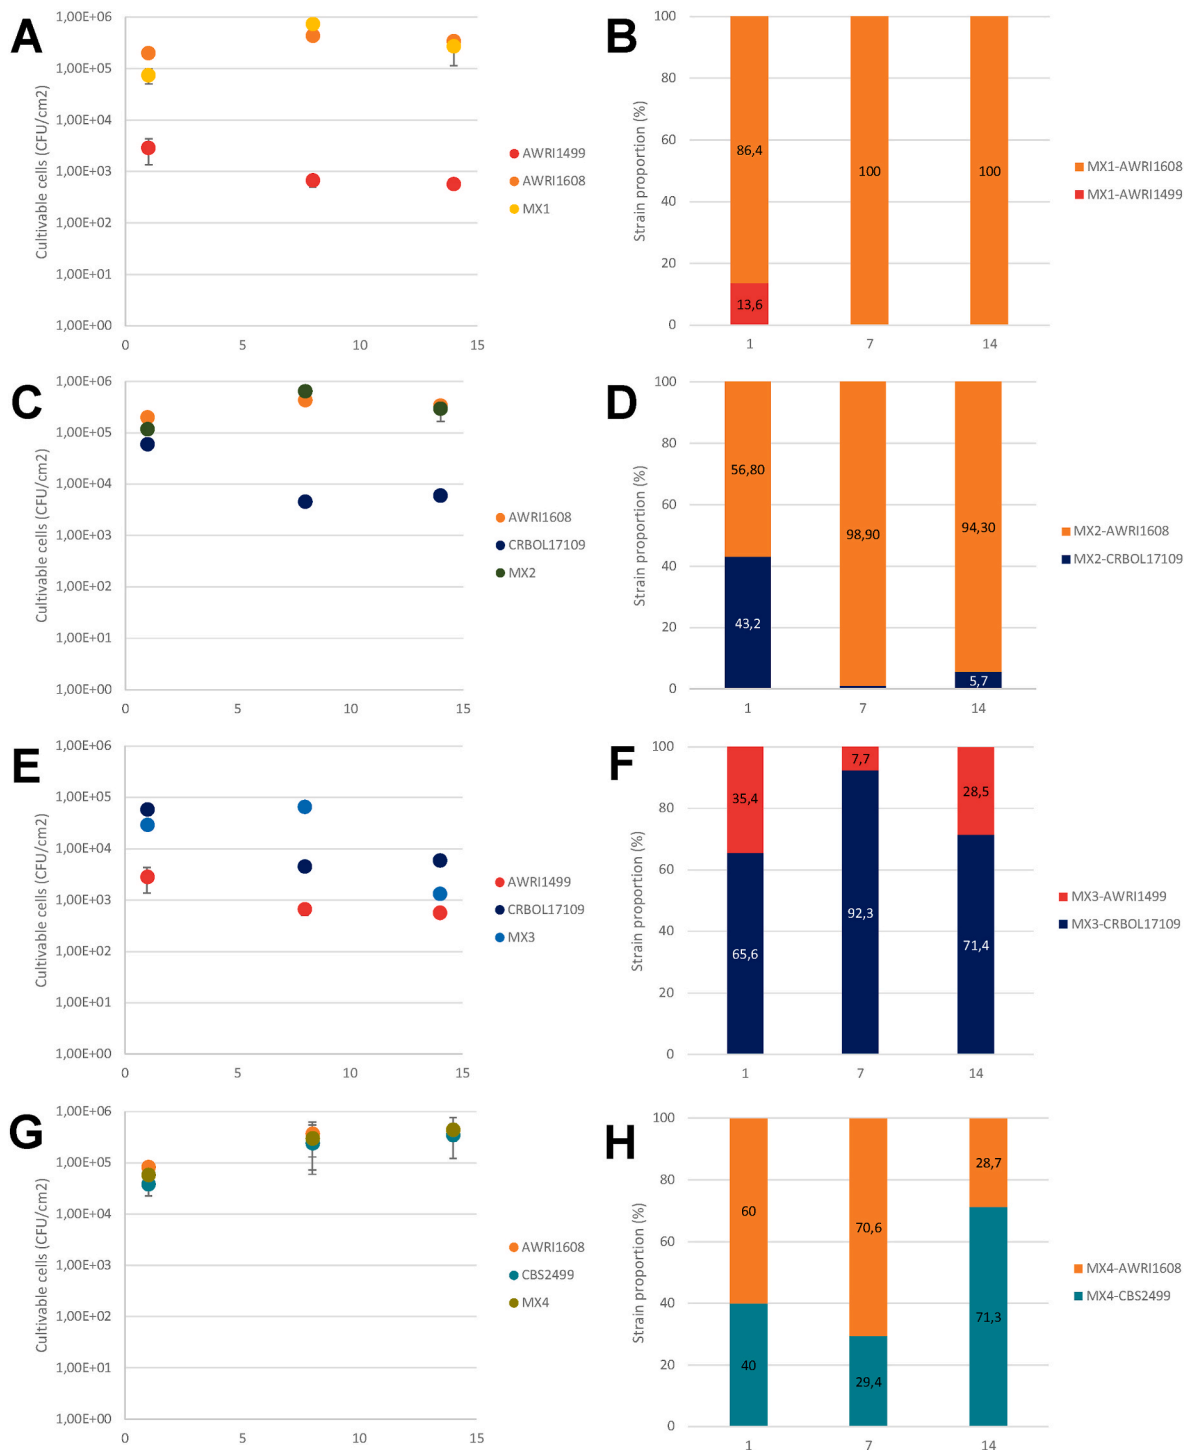 A
1,00E+06
1,00E+05
1,00E+04
1,00E+03
1,00E+02
1,00E+01
1,00E+00
Cultivable cells (CFU/cm2)
0 5 10 15
AWRI1499
AWRI1608
MX1
B
100
80
60
40
20
0
Strain proportion (%)
86,4
13,6
100
100
1 7 14
MX1-AWRI1608
MX1-AWRI1499
C
1,00E+06
1,00E+05
1,00E+04
1,00E+03
1,00E+02
1,00E+01
1,00E+00
Cultivable cells (CFU/cm2)
0 5 10 15
AWRI1608
CRBOL17109
MX2
D
100
80
60
40
20
0
Strain proportion (%)
56,80
43,2
98,90
94,30
5,7
1 7 14
MX2-AWRI1608
MX2-CRBOL17109
E
1,00E+06
1,00E+05
1,00E+04
1,00E+03
1,00E+02
1,00E+01
1,00E+00
Cultivable cells (CFU/cm2)
0 5 10 15
AWRI1499
CRBOL17109
MX3
F
100
80
60
40
20
0
Strain proportion (%)
35,4
65,6
7,7
92,3
28,5
71,4
1 7 14
MX3-AWRI1499
MX3-CRBOL17109
G
1,00E+06
1,00E+05
1,00E+04
1,00E+03
1,00E+02
1,00E+01
1,00E+00
Cultivable cells (CFU/cm2)
0 5 10 15
AWRI1608
CBS2499
MX4
H
100
80
60
40
20
0
Strain proportion (%)
60
40
70,6
29,4
28,7
71,3
1 7 14
MX4-AWRI1608
MX4-CBS2499